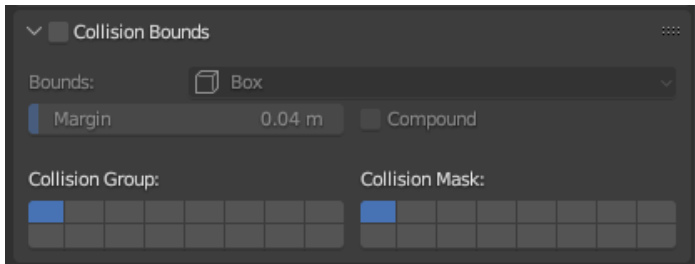 Collision Bounds
Bounds: Box
Margin 0.04 m Compound
Collision Group: Collision Mask: